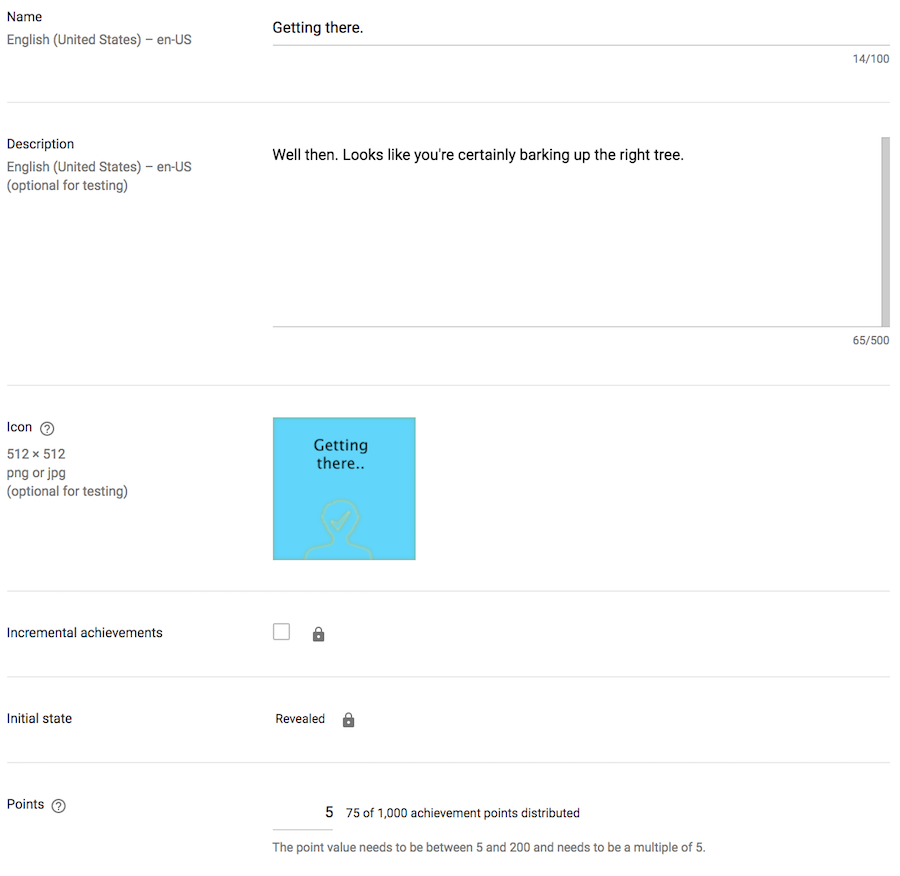 Name
English (United States) – en-US
Getting there.
14/100
Description
English (United States) – en-US
(optional for testing)
Well then. Looks like you're certainly barking up the right tree.
65/500
Icon ?
512 × 512
png or jpg
(optional for testing)
Getting
there..
Incremental achievements
Initial state
Revealed
Points ?
5 75 of 1,000 achievement points distributed
The point value needs to be between 5 and 200 and needs to be a multiple of 5.